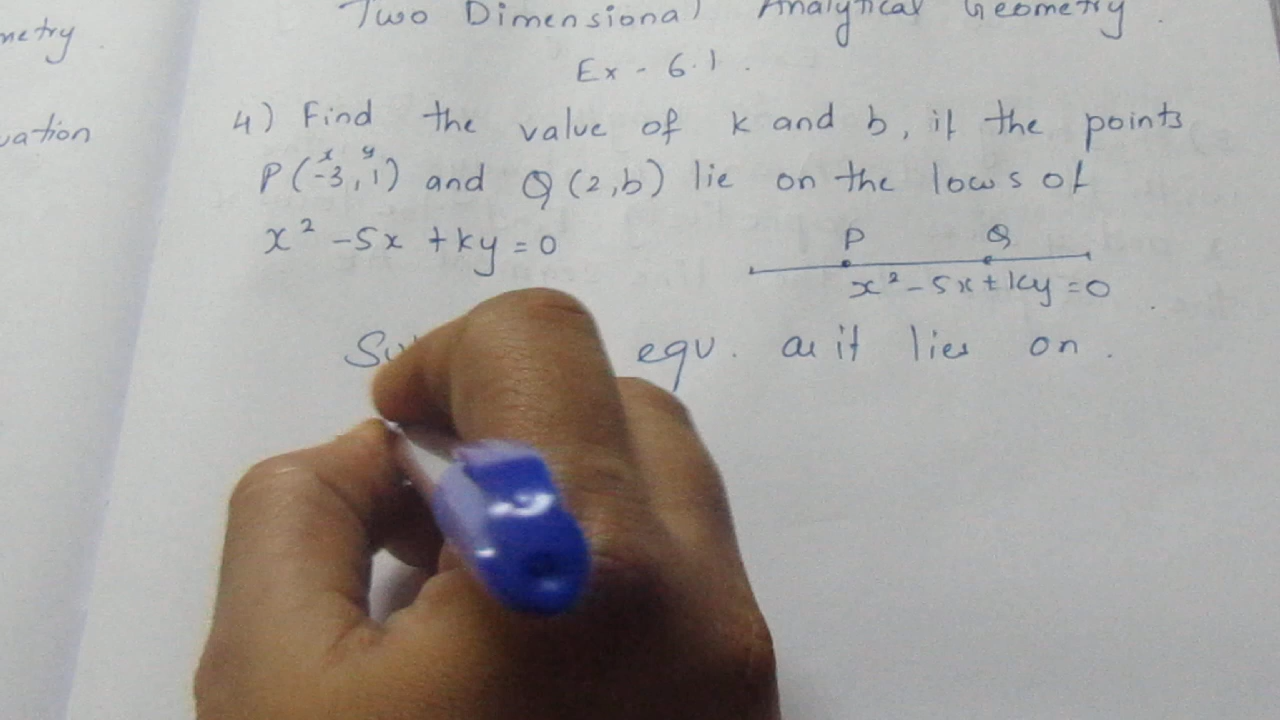 Two Dimensional Analytical Geometry.
Ex - 6.1.
metry.
uation
4) Find the value of k and b, if the points
x y
P(-3,1) and Q(2,b) lie on the locus of
x² -5x +ky = 0
P Q
x² -5x+ky =0
equ. as it lies on.